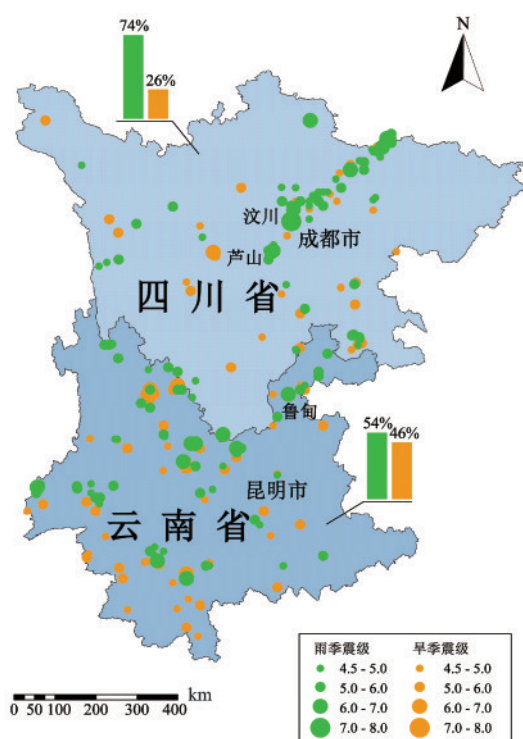 N
74%
26%
汶川
成都市
芦山
四川省
鲁甸
54%
46%
昆明市
云南省
雨季震级
旱季震级
4.5 - 5.0
4.5 - 5.0
5.0 - 6.0
5.0 - 6.0
6.0 - 7.0
6.0 - 7.0
7.0 - 8.0
7.0 - 8.0
km
0 50 100 200 300 400